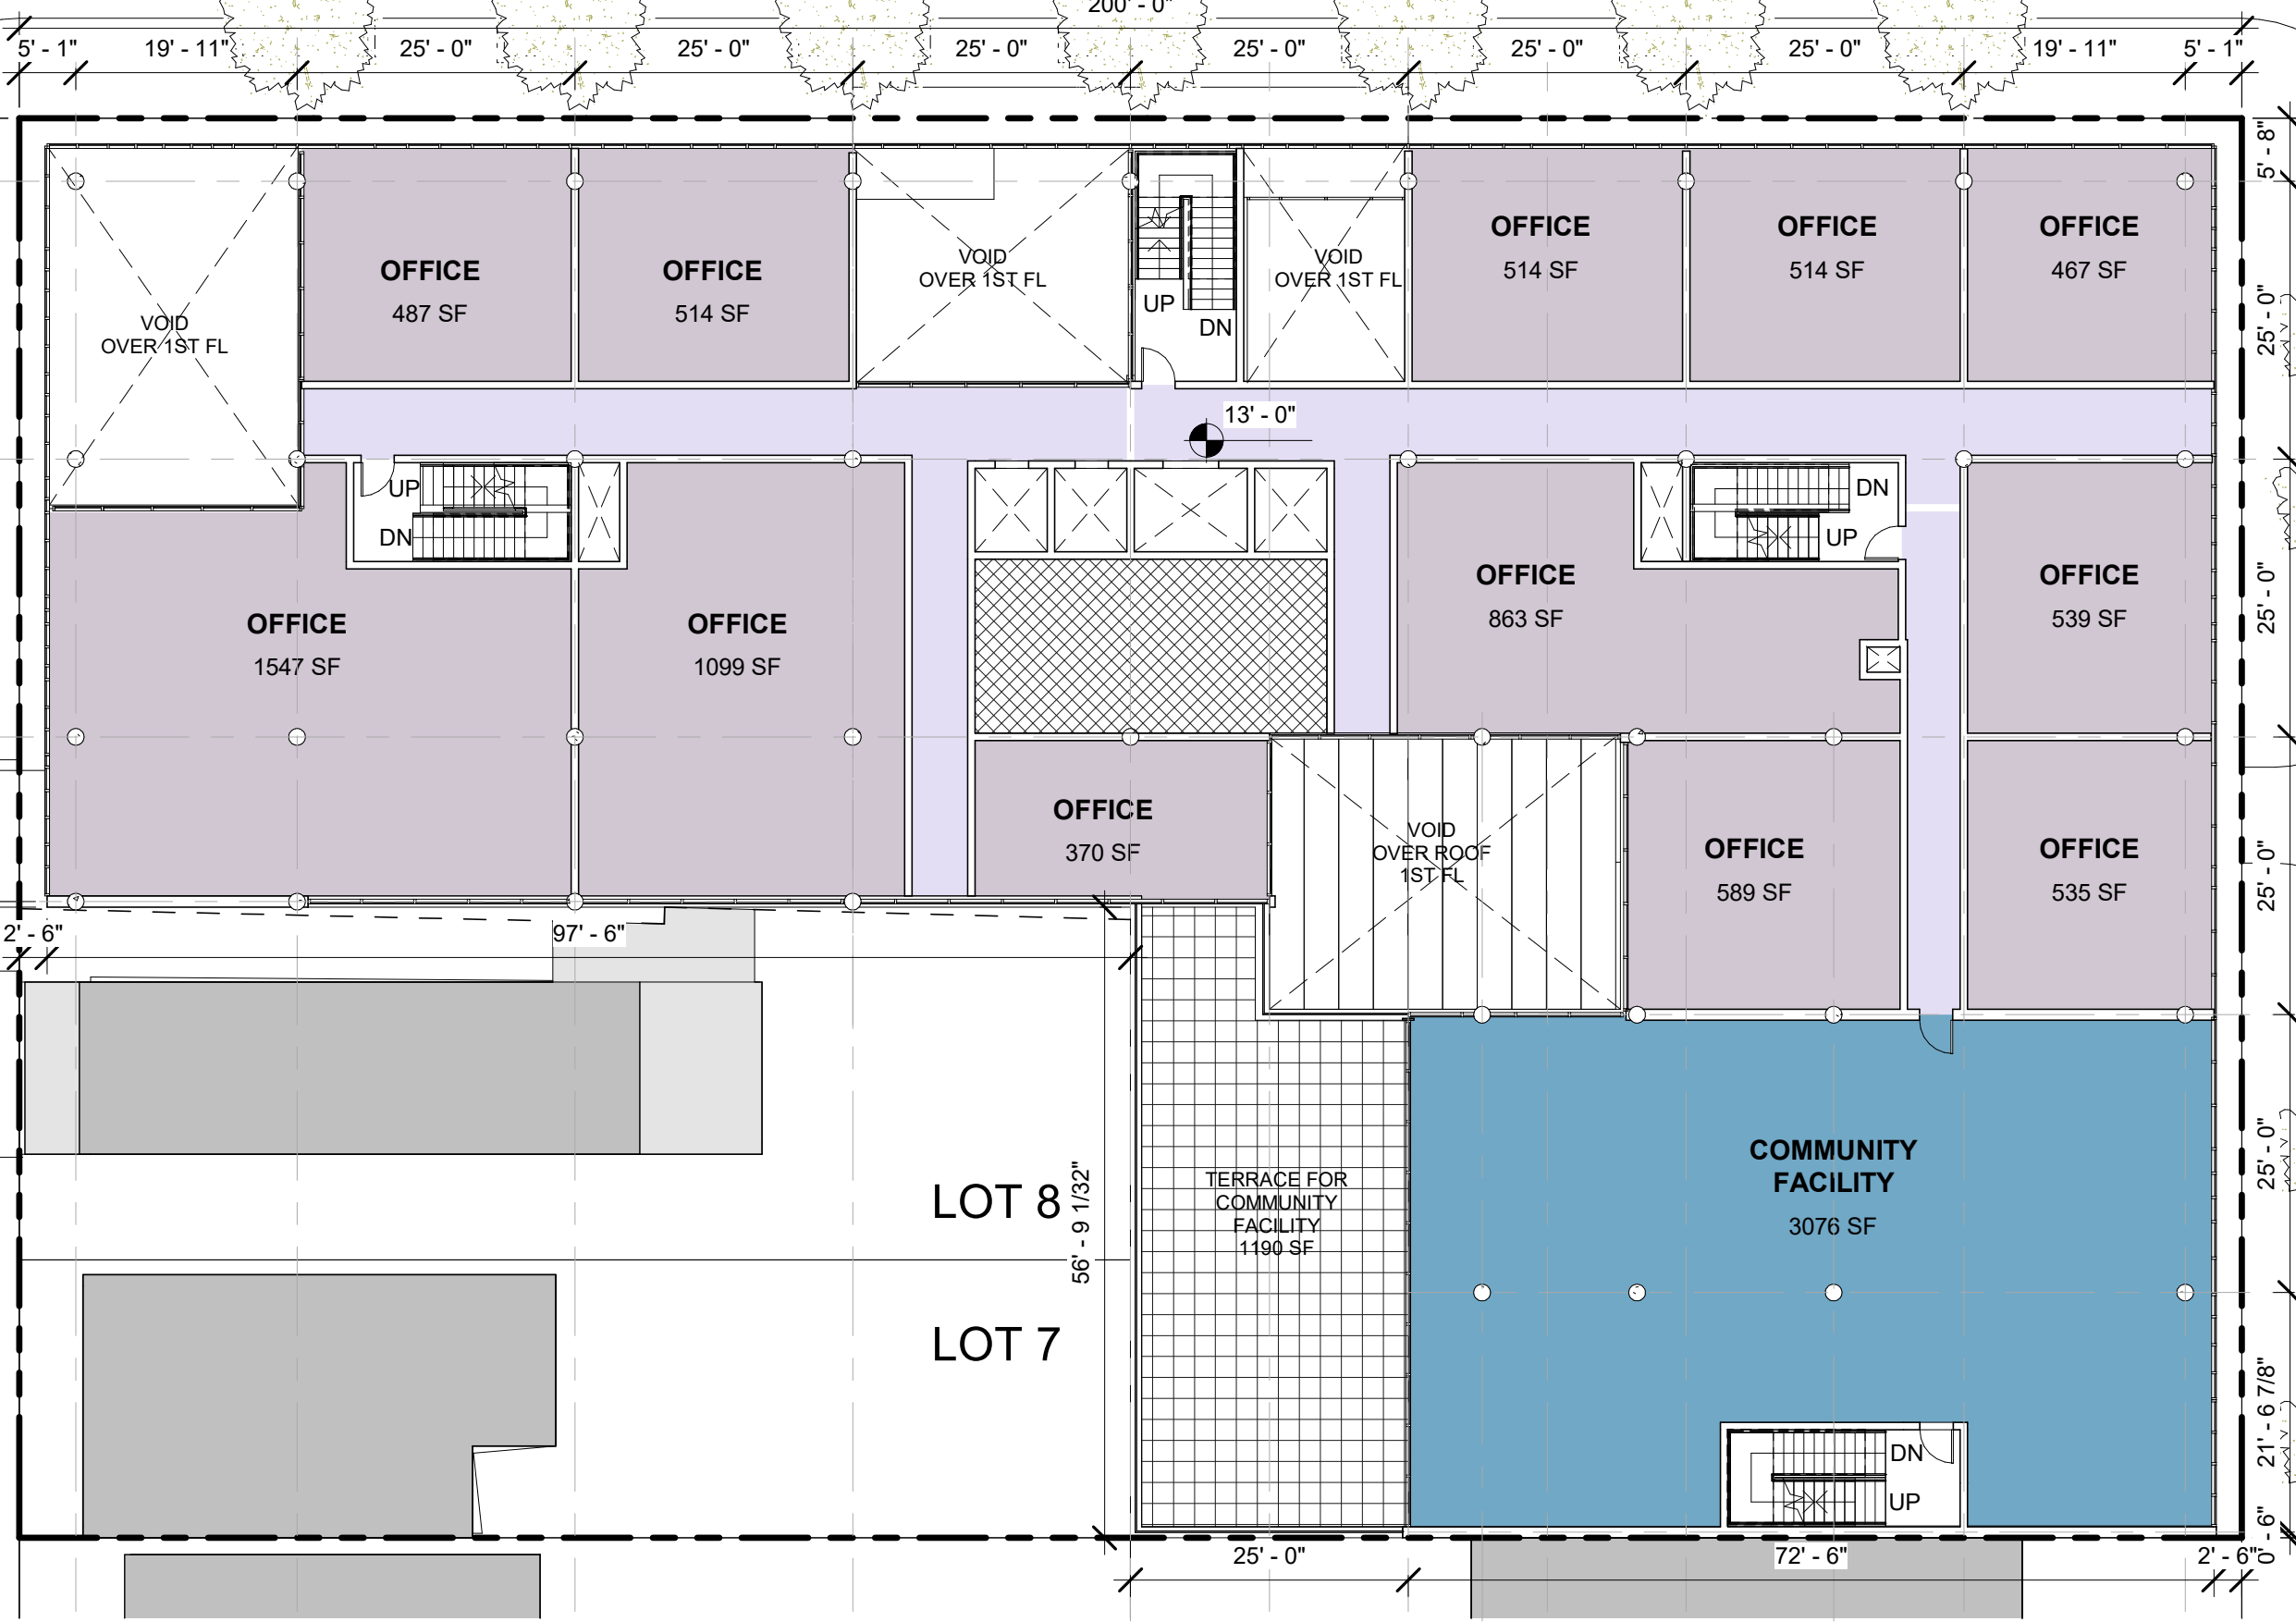 200' - 0"
5' - 1"
19' - 11"
25' - 0"
25' - 0"
25' - 0"
25' - 0"
25' - 0"
25' - 0"
19' - 11"
5' - 1"
5' - 8"
OFFICE
487 SF
OFFICE
514 SF
VOID
OVER 1ST FL
VOID
OVER 1ST FL
UP
DN
VOID
OVER 1ST FL
OFFICE
514 SF
OFFICE
514 SF
OFFICE
467 SF
25' - 0"
13' - 0"
UP
DN
DN
UP
OFFICE
1547 SF
OFFICE
1099 SF
OFFICE
863 SF
OFFICE
539 SF
25' - 0"
OFFICE
370 SF
VOID
OVER ROOF
1ST FL
OFFICE
589 SF
OFFICE
535 SF
25' - 0"
2' - 6"
97' - 6"
LOT 8
56' - 9 1/32"
LOT 7
TERRACE FOR
COMMUNITY
FACILITY
1190 SF
COMMUNITY
FACILITY
3076 SF
25' - 0"
21' - 6 7/8"
DN
UP
0' - 6"
25' - 0"
72' - 6"
2' - 6"